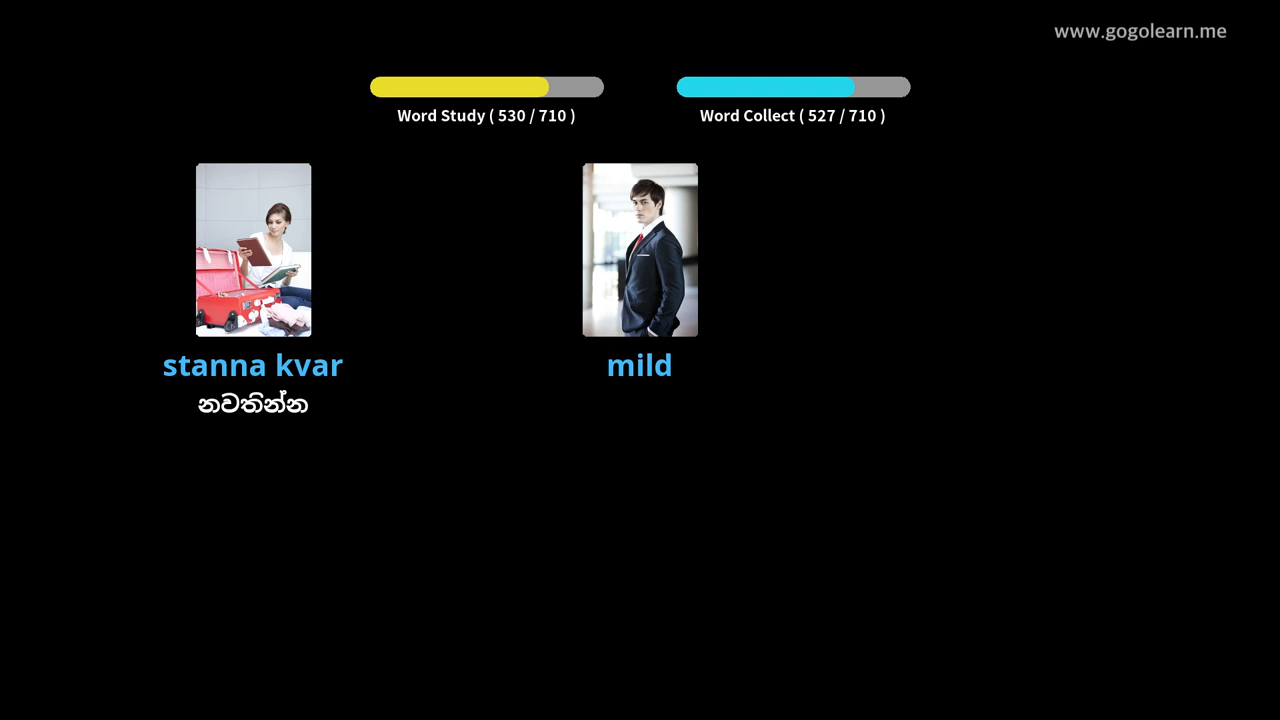 www.gogolearn.me
Word Study ( 530 / 710 )
Word Collect ( 527 / 710 )
stanna kvar
mild
නවතින්න